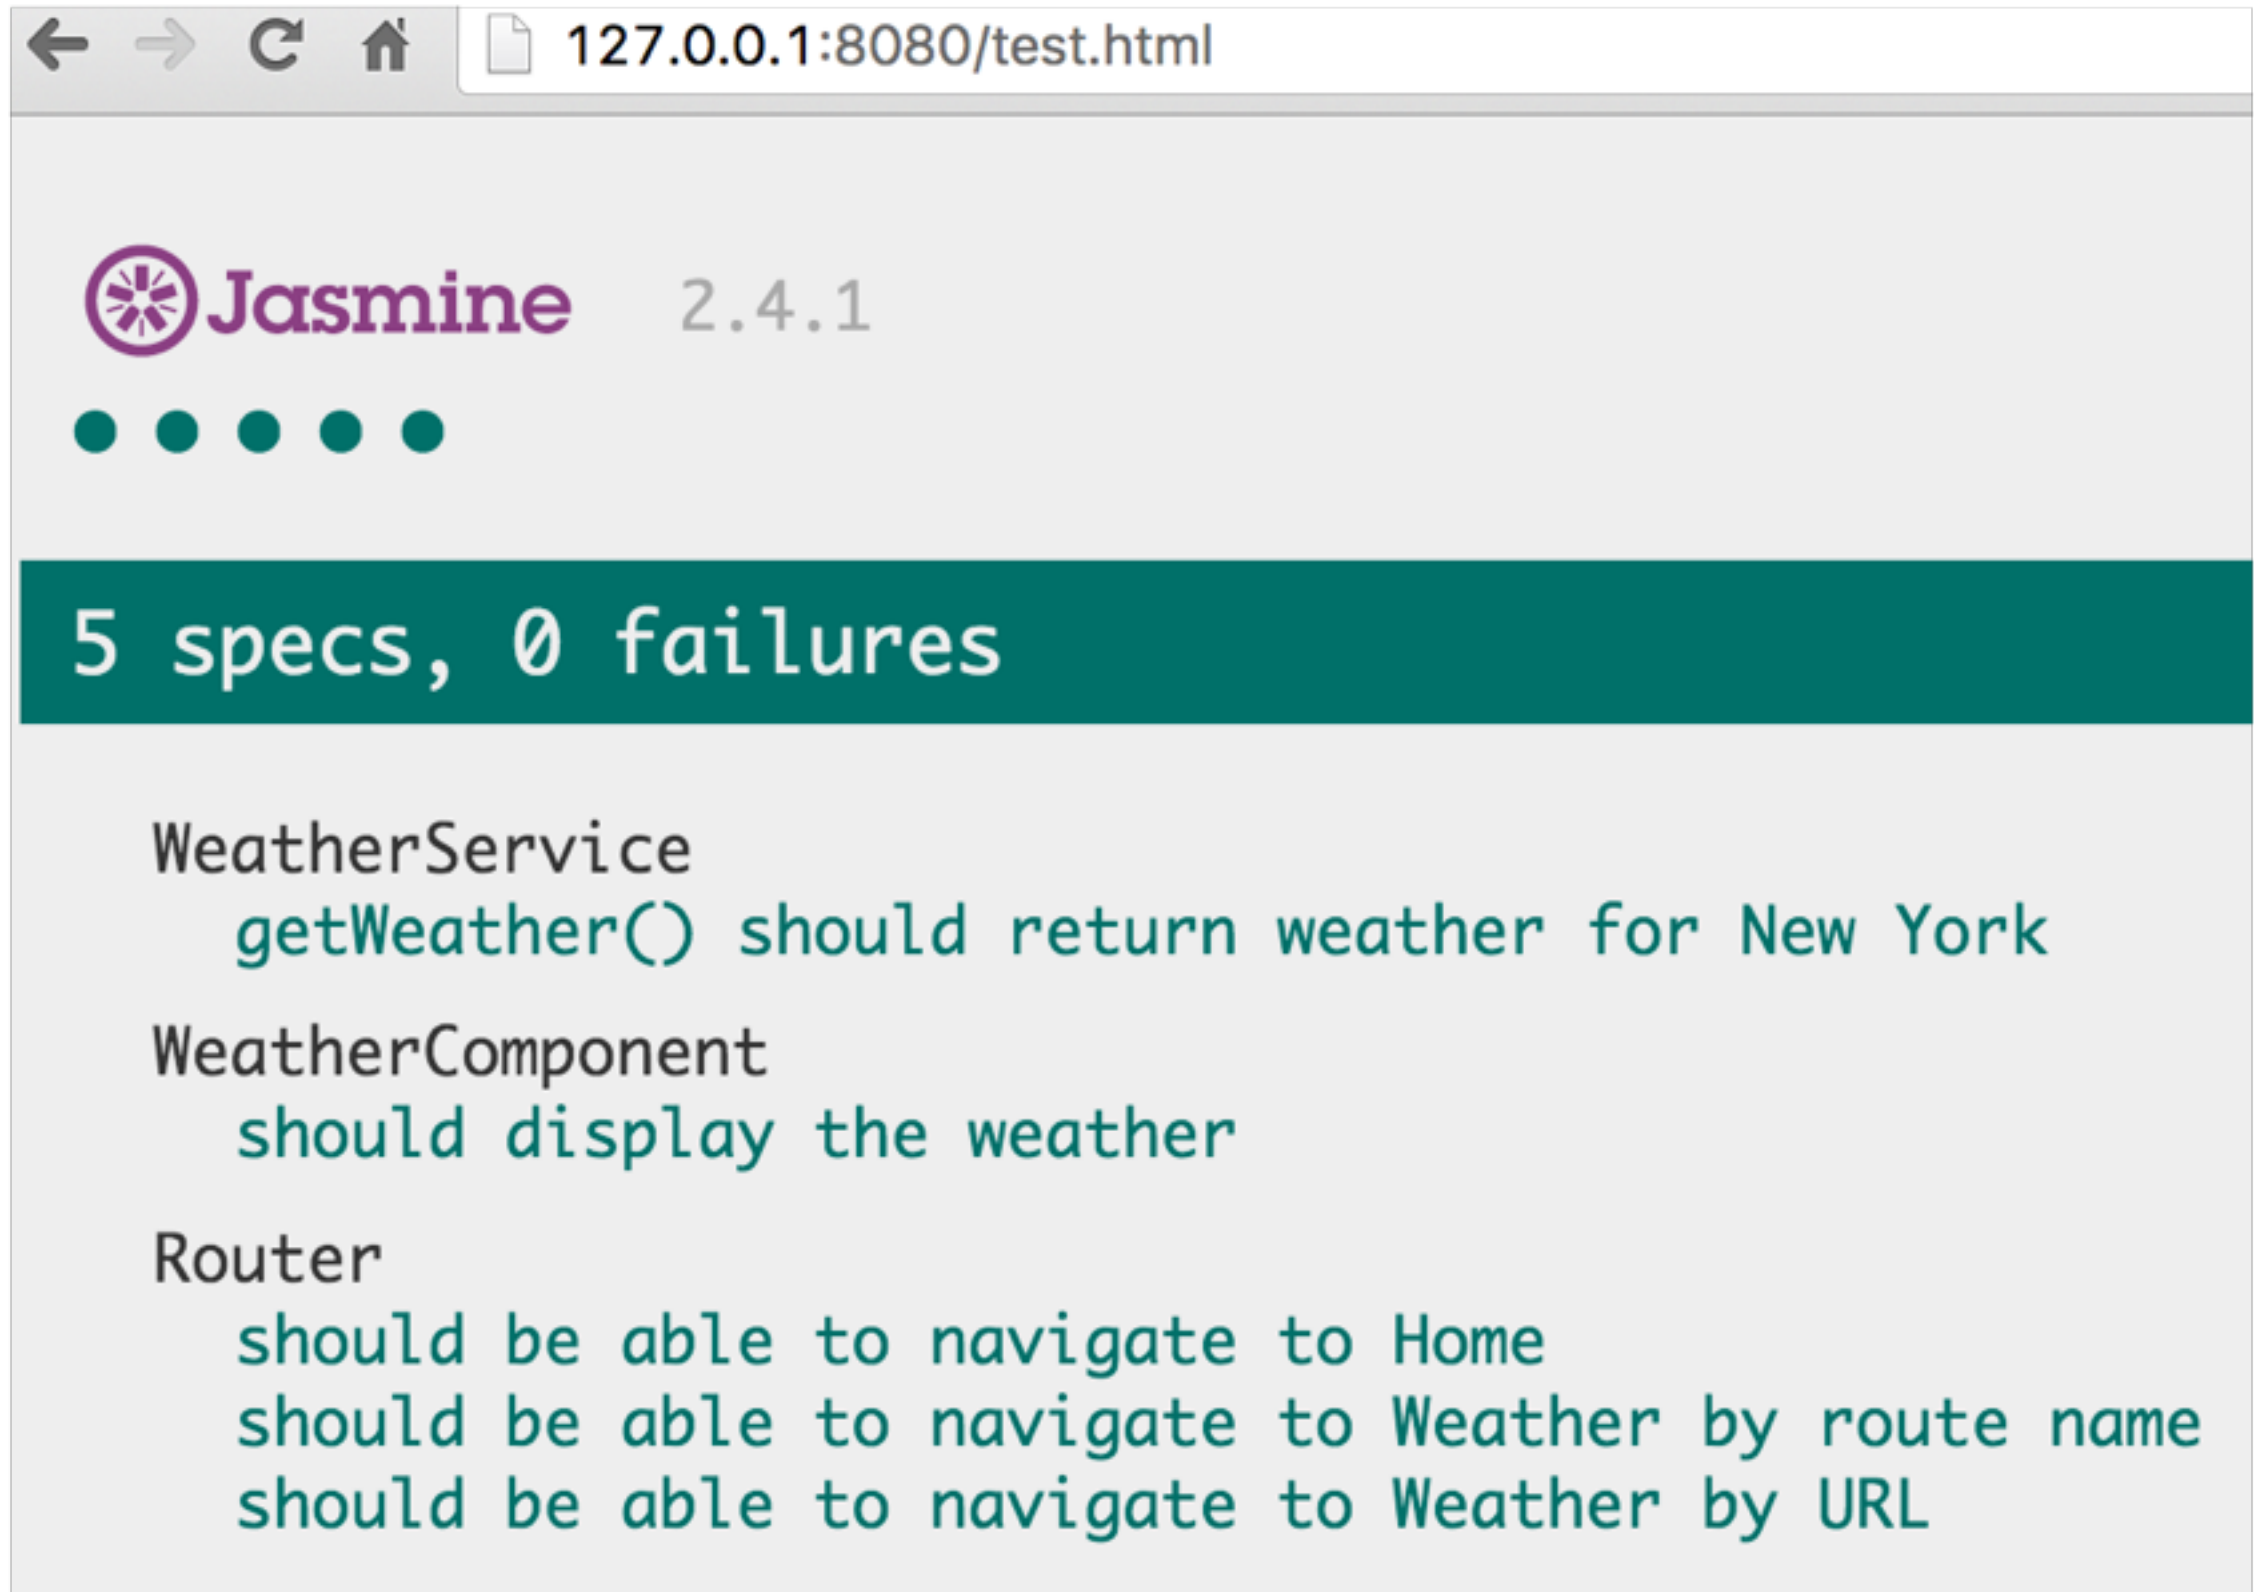 127.0.0.1:8080/test.html
Jasmine 2.4.1
5 specs, 0 failures
WeatherService
getWeather() should return weather for New York
WeatherComponent
should display the weather
Router
should be able to navigate to Home
should be able to navigate to Weather by route name
should be able to navigate to Weather by URL